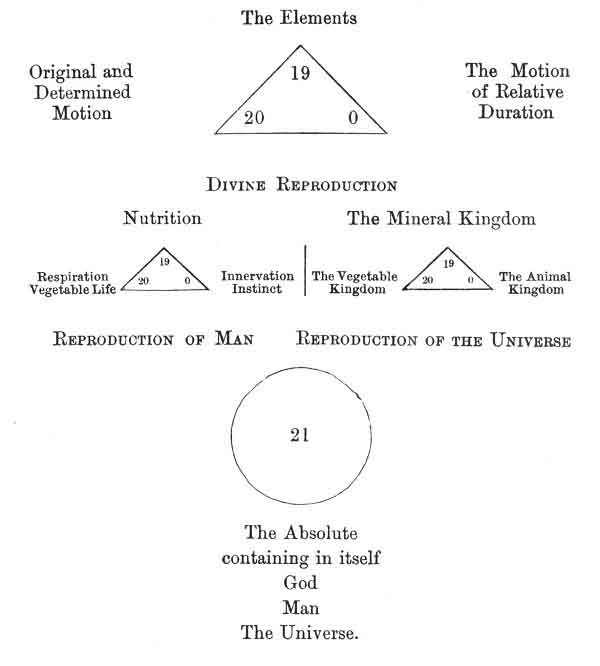 The Elements
Original and
Determined
Motion
19
20
0
The Motion
of Relative
Duration
DIVINE REPRODUCTION
Nutrition
The Mineral Kingdom
Respiration
Vegetable Life
19
20
0
Innervation
Instinct
The Vegetable
Kingdom
19
20
0
The Animal
Kingdom
REPRODUCTION OF MAN
REPRODUCTION OF THE UNIVERSE
21
The Absolute
containing in itself
God
Man
The Universe.